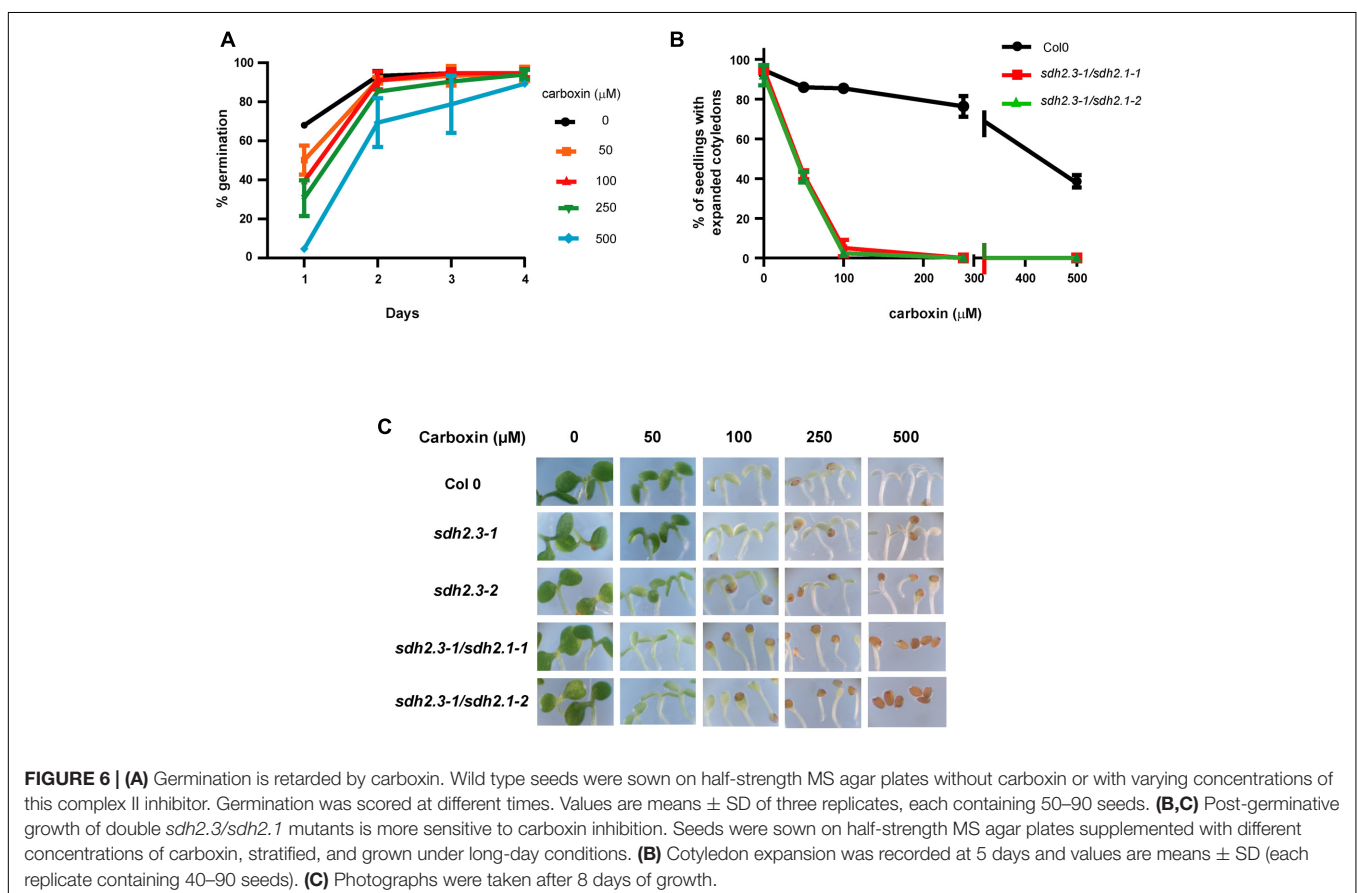 A
% germination
100
80
60
40
20
0
1 2 3 4
Days
carboxin (μM)
0
50
100
250
500
B
% of seedlings with
expanded cotyledons
100
80
60
40
20
0
0 100 200 300 400 500
carboxin (μM)
Col0
sdh2.3-1/sdh2.1-1
sdh2.3-1/sdh2.1-2
C
Carboxin (μM) 0 50 100 250 500
Col 0
sdh2.3-1
sdh2.3-2
sdh2.3-1/sdh2.1-1
sdh2.3-1/sdh2.1-2
FIGURE 6 | (A) Germination is retarded by carboxin. Wild type seeds were sown on half-strength MS agar plates without carboxin or with varying concentrations of
this complex II inhibitor. Germination was scored at different times. Values are means ± SD of three replicates, each containing 50–90 seeds. (B,C) Post-germinative
growth of double sdh2.3/sdh2.1 mutants is more sensitive to carboxin inhibition. Seeds were sown on half-strength MS agar plates supplemented with different
concentrations of carboxin, stratified, and grown under long-day conditions. (B) Cotyledon expansion was recorded at 5 days and values are means ± SD (each
replicate containing 40–90 seeds). (C) Photographs were taken after 8 days of growth.